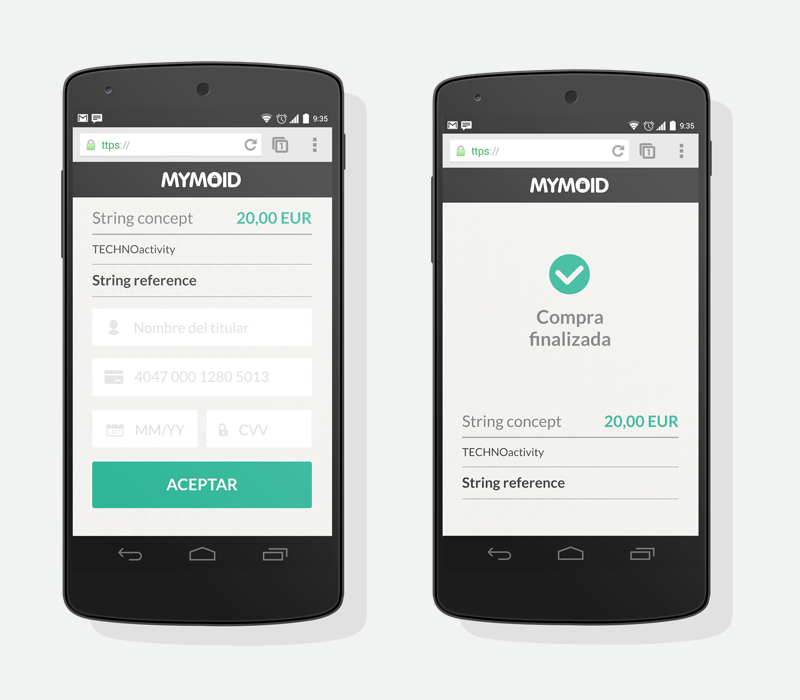 9:35
1
ttps://
MYMOID
String concept 20,00 EUR
TECHNOactivity
String reference
Nombre del titular
4047 000 1280 5013
MM/YY CVV
ACEPTAR
9:35
1
ttps://
MYMOID
Compra
finalizada
String concept 20,00 EUR
TECHNOactivity
String reference